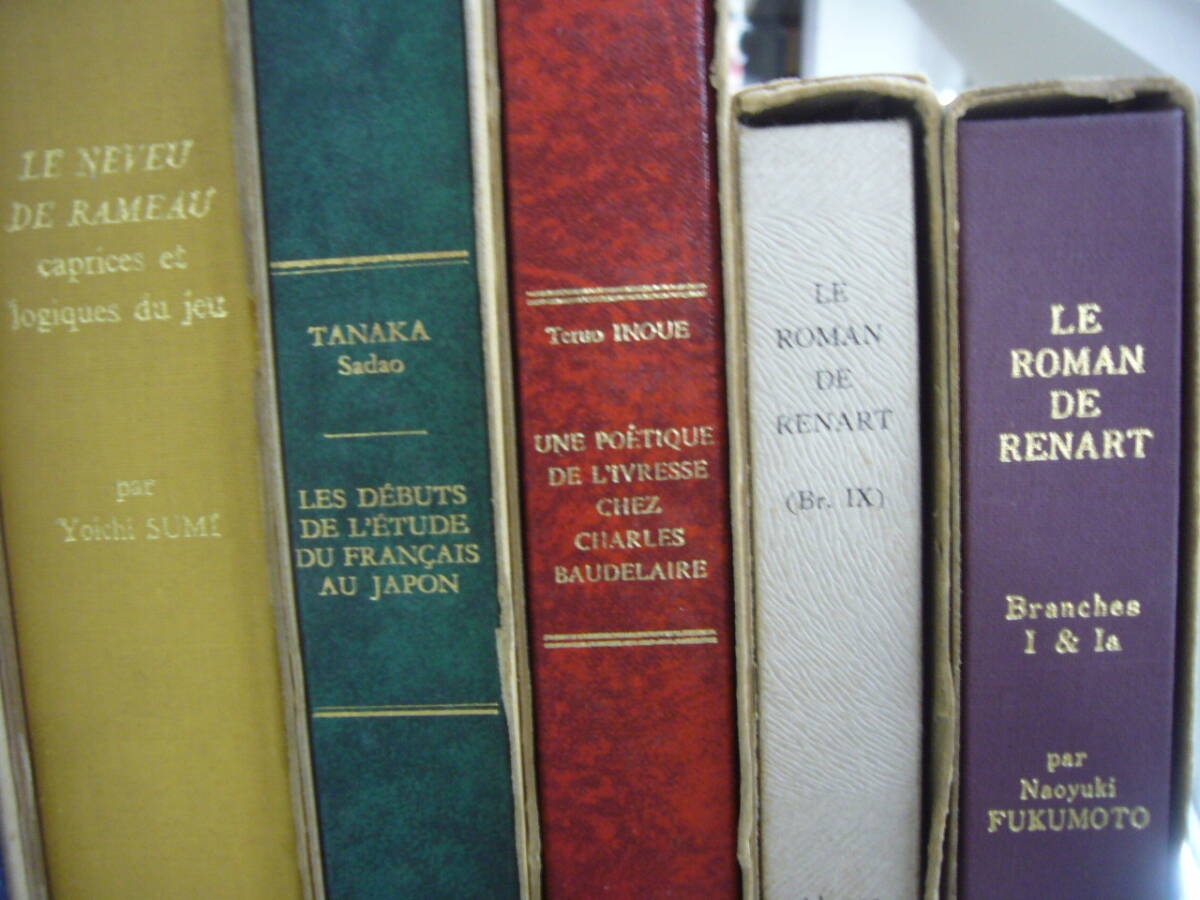 LE NEVEU
DE RAMEAU
caprices et
logiques du jeu
par
Yoichi SUMI
TANAKA
Sadao
LES DÉBUTS
DE L'ÉTUDE
DU FRANÇAIS
AU JAPON
Teruo INOUE
UNE POÉTIQUE
DE L'IVRESSE
CHEZ
CHARLES
BAUDELAIRE
LE
ROMAN
DE
RENART
(Br. IX)
LE
ROMAN
DE
RENART
Branches
I & Ia
par
Naoyuki
FUKUMOTO